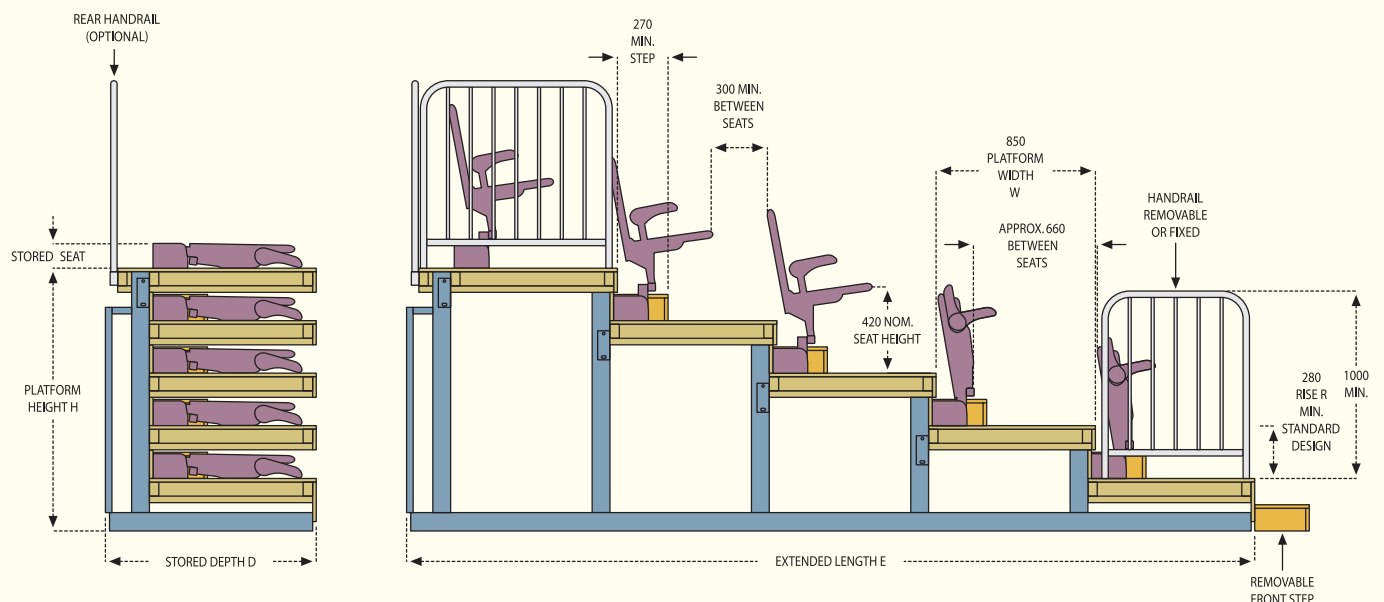 REAR HANDRAIL
(OPTIONAL)
STORED SEAT
PLATFORM
HEIGHT H
STORED DEPTH D
270
MIN.
STEP
300 MIN.
BETWEEN
SEATS
420 NOM.
SEAT HEIGHT
850
PLATFORM
WIDTH
W
APPROX. 660
BETWEEN
SEATS
HANDRAIL
REMOVABLE
OR FIXED
280
RISE R
MIN.
STANDARD
DESIGN
1000
MIN.
EXTENDED LENGTH E
REMOVABLE
FRONT STEP